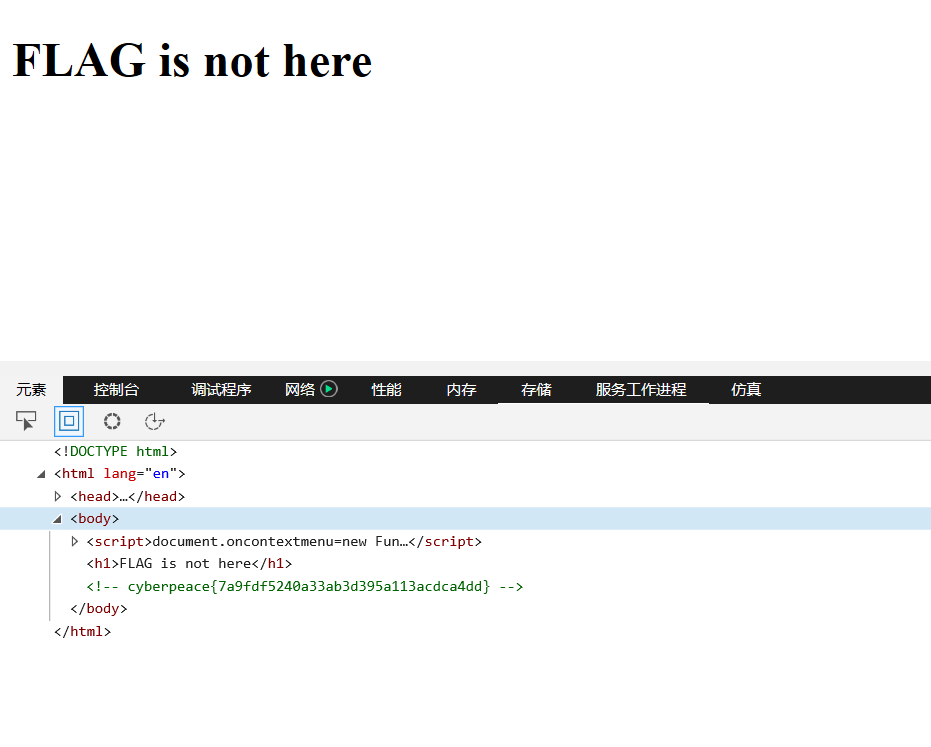 FLAG is not here
元素 控制台 调试程序 网络 性能 内存 存储 服务工作进程 仿真
<!DOCTYPE html>
<html lang="en">
<head>…</head>
<body>
<script>document.oncontextmenu=new Fun…</script>
<h1>FLAG is not here</h1>
<!-- cyberpeace{7a9fdf5240a33ab3d395a113acdca4dd} -->
</body>
</html>